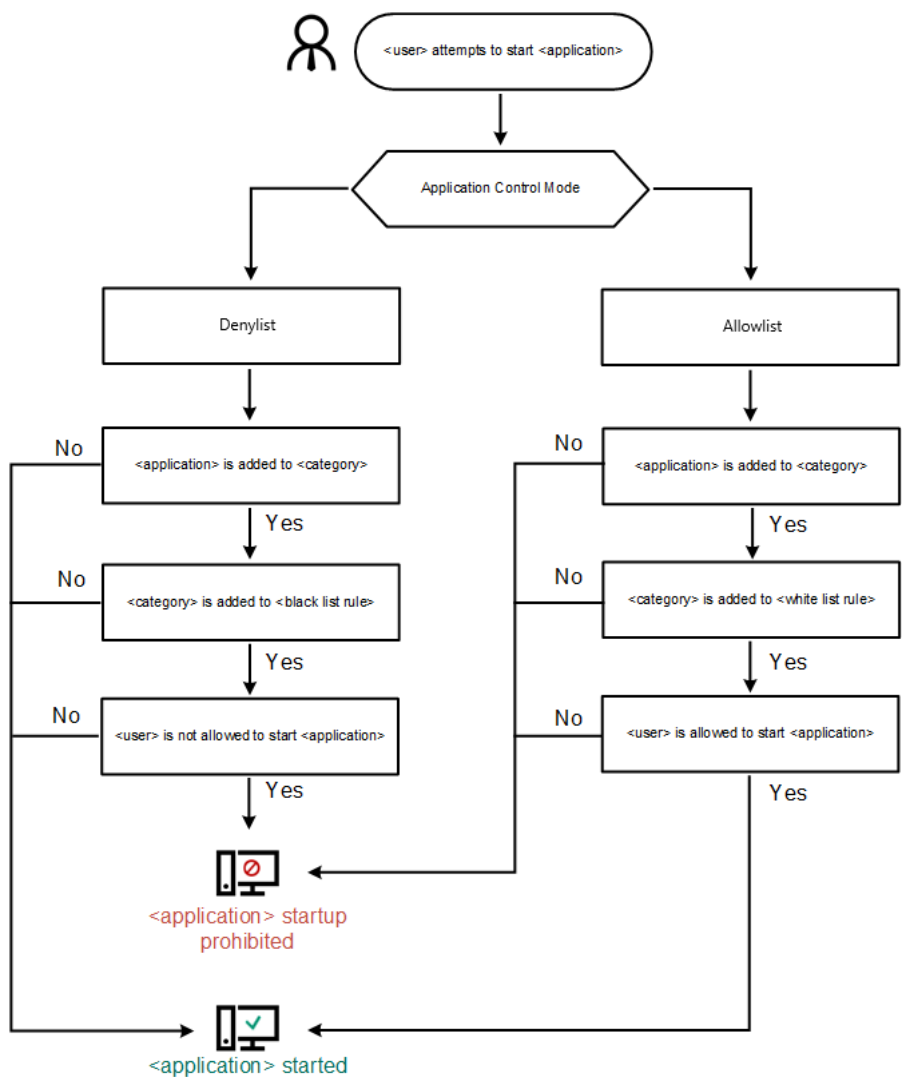 <user> attempts to start <application>
Application Control Mode
Denylist
Allowlist
No
<application> is added to <category>
No
<application> is added to <category>
Yes
Yes
No
<category> is added to <black list rule>
No
<category> is added to <white list rule>
Yes
Yes
No
<user> is not allowed to start <application>
No
<user> is allowed to start <application>
Yes
Yes
<application> startup
prohibited
<application> started